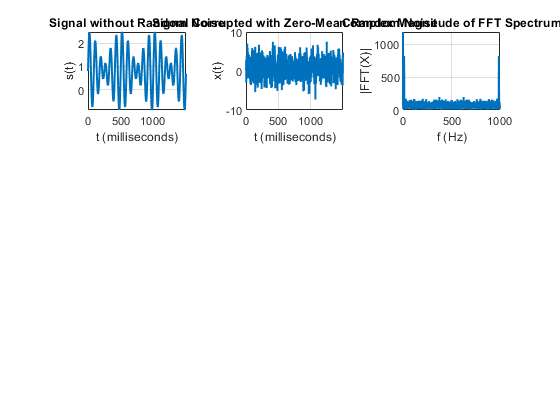 Signal without Random Noise
Signal Corrupted with Zero-Mean Random Noise
Complex Magnitude of FFT Spectrum
s(t)
2
1
0
0
500
1000
t (milliseconds)
x(t)
10
0
-10
0
500
1000
t (milliseconds)
|FFT(X)|
1000
500
0
0
500
1000
f (Hz)